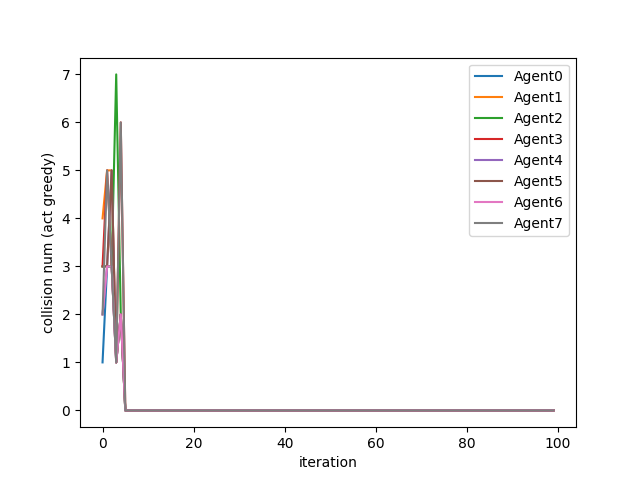 collision num (act greedy)
7
6
5
4
3
2
1
0
0 20 40 60 80 100
iteration
Agent0
Agent1
Agent2
Agent3
Agent4
Agent5
Agent6
Agent7